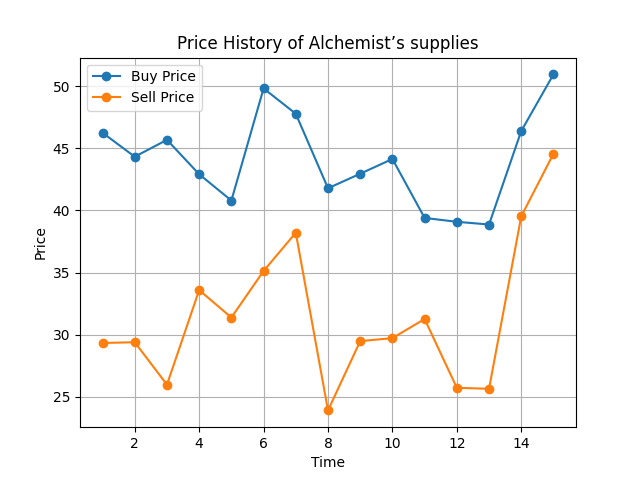 Price History of Alchemist’s supplies
Buy Price
Sell Price
50
45
40
35
30
25
Price
2 4 6 8 10 12 14
Time